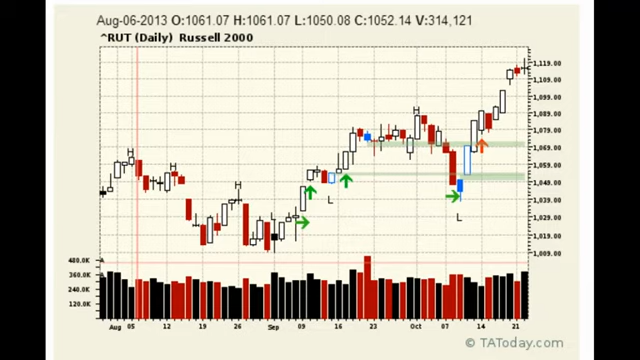 Aug-06-2013 O:1061.07 H:1061.07 L:1050.08 C:1052.14 V:314,121
^RUT (Daily) Russell 2000
1,119.00
1,109.00
1,099.00
1,089.00
1,079.00
1,069.00
1,059.00
1,049.00
1,039.00
1,029.00
1,019.00
1,009.00
H
H
H
H
L
L
L
480.0K
360.0K
240.0K
120.0K
A
A
Aug 05 12 19 26 Sep 09 16 23 Oct 07 14 21
© TAToday.com